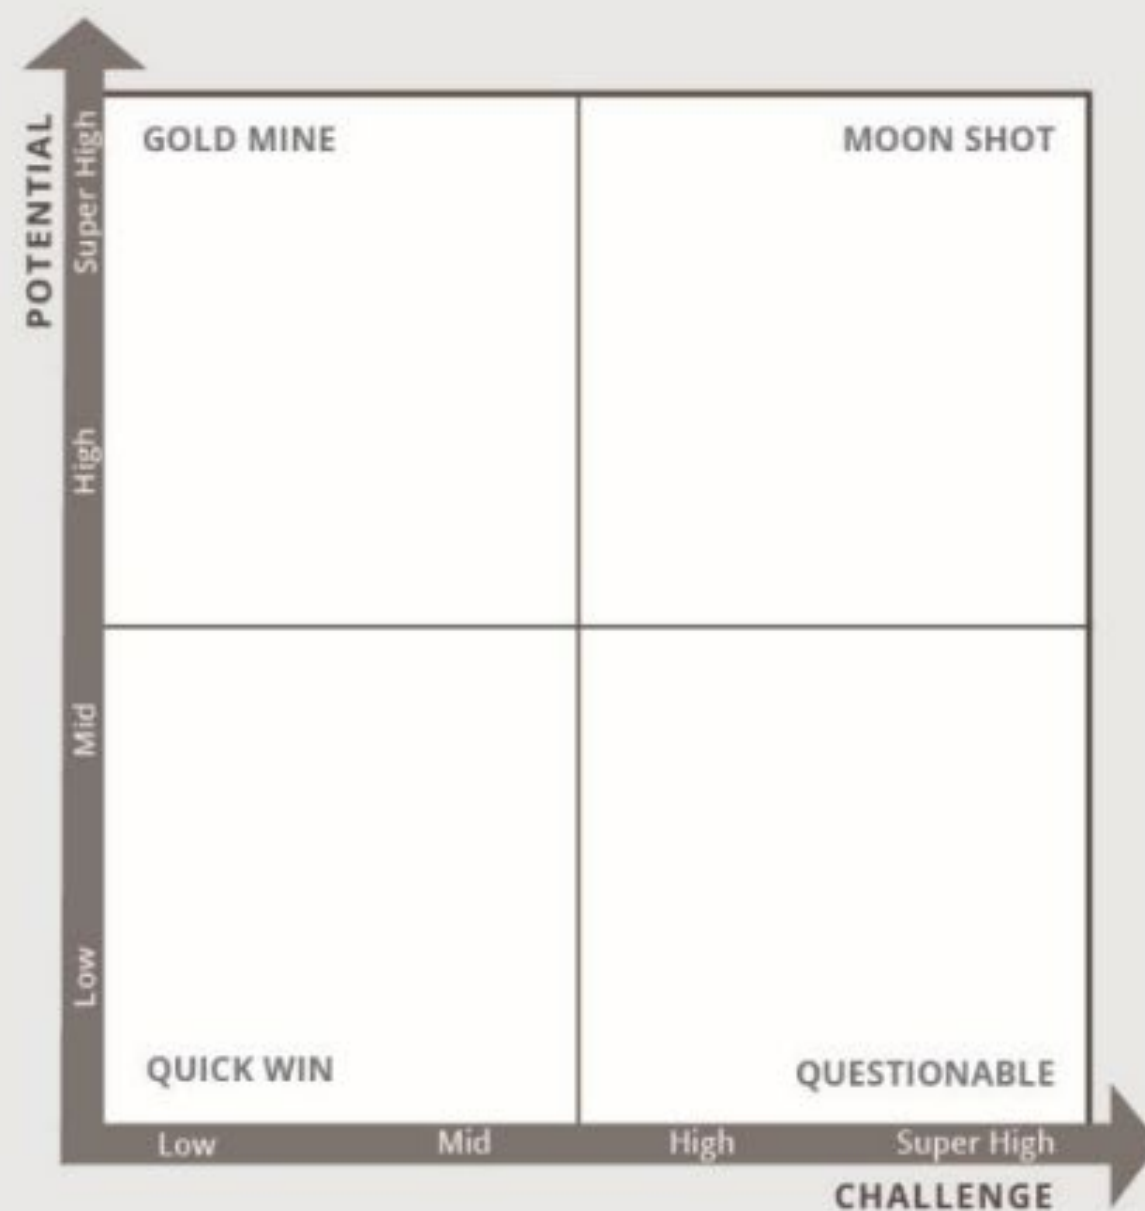 POTENTIAL
Super High
High
Mid
Low
GOLD MINE
MOON SHOT
QUICK WIN
QUESTIONABLE
Low Mid High Super High
CHALLENGE